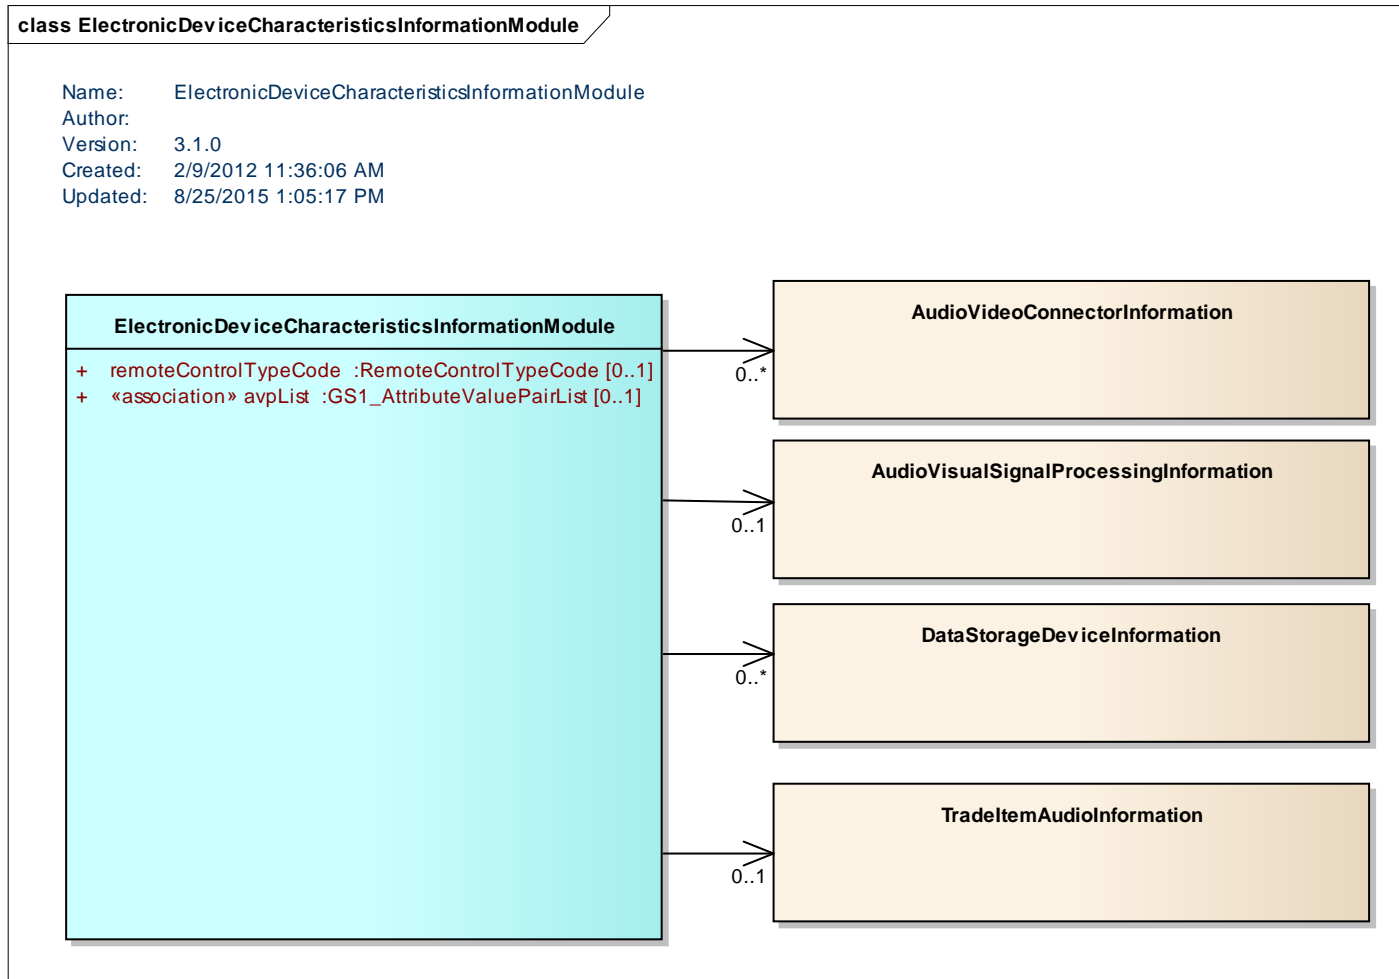 class ElectronicDeviceCharacteristicsInformationModule
Name: ElectronicDeviceCharacteristicsInformationModule
Author:
Version: 3.1.0
Created: 2/9/2012 11:36:06 AM
Updated: 8/25/2015 1:05:17 PM
ElectronicDeviceCharacteristicsInformationModule
+ remoteControlTypeCode :RemoteControlTypeCode [0..1]
+ «association» avpList :GS1_AttributeValuePairList [0..1]
AudioVideoConnectorInformation
0..*
AudioVisualSignalProcessingInformation
0..1
DataStorageDeviceInformation
0..*
TradeItemAudioInformation
0..1